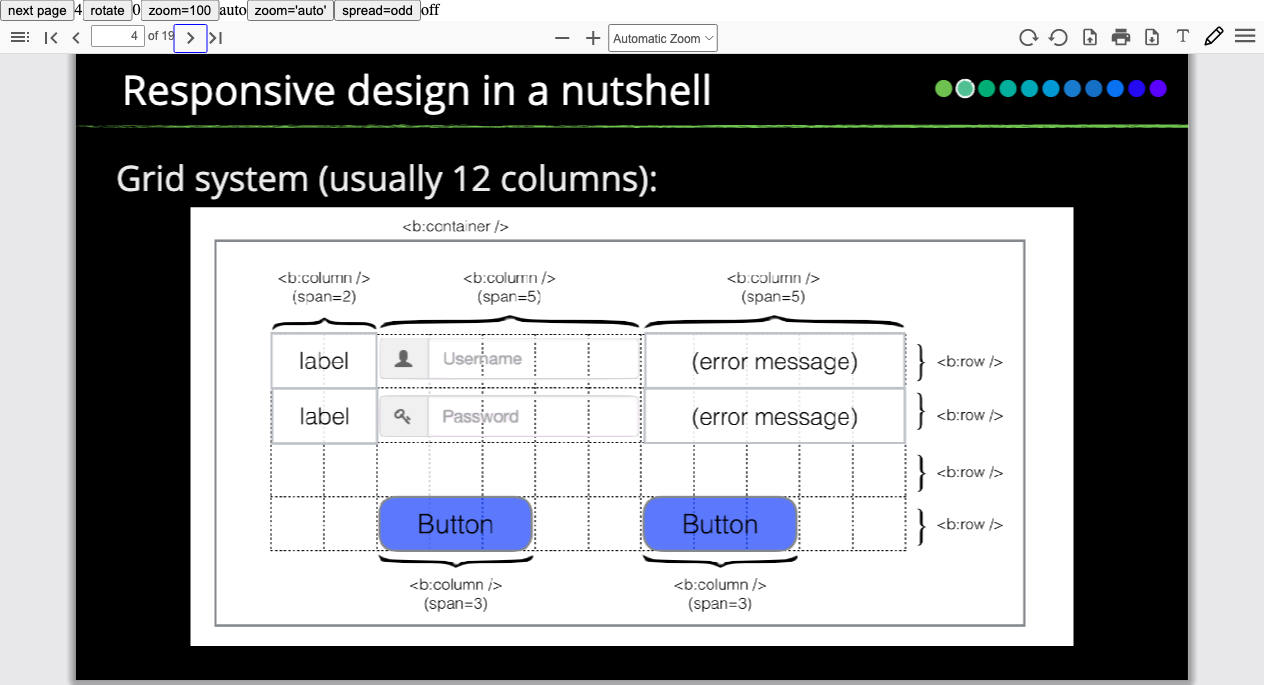 next page 4 rotate 0 zoom=100 auto zoom='auto' spread=odd off
4 of 19 Automatic Zoom T
Responsive design in a nutshell
Grid system (usually 12 columns):
<b:container />
<b:column /> <b:column /> <b:column />
(span=2) (span=5) (span=5)
label Username (error message) <b:row />
label Password (error message) <b:row />
<b:row />
Button Button <b:row />
<b:column /> <b:column />
(span=3) (span=3)